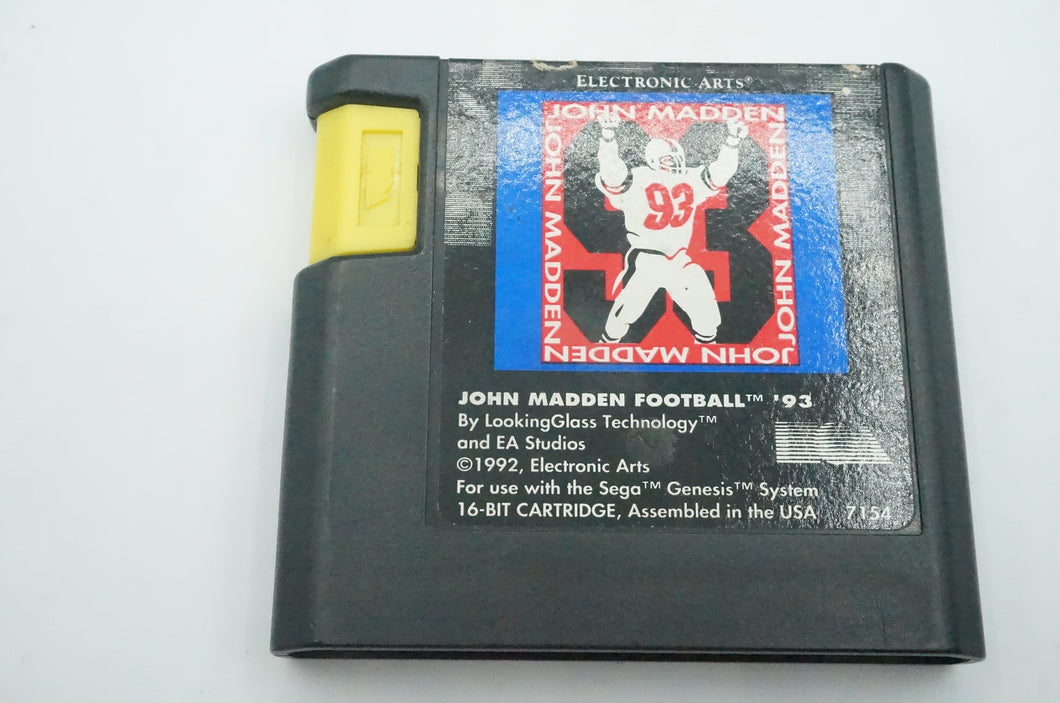 ELECTRONIC ARTS®
JOHN MADDEN
JOHN MADDEN
JOHN MADDEN
JOHN MADDEN
93
93
JOHN MADDEN FOOTBALL™ '93
By LookingGlass Technology™
and EA Studios
©1992, Electronic Arts
For use with the Sega™ Genesis™ System
16-BIT CARTRIDGE, Assembled in the USA 7154